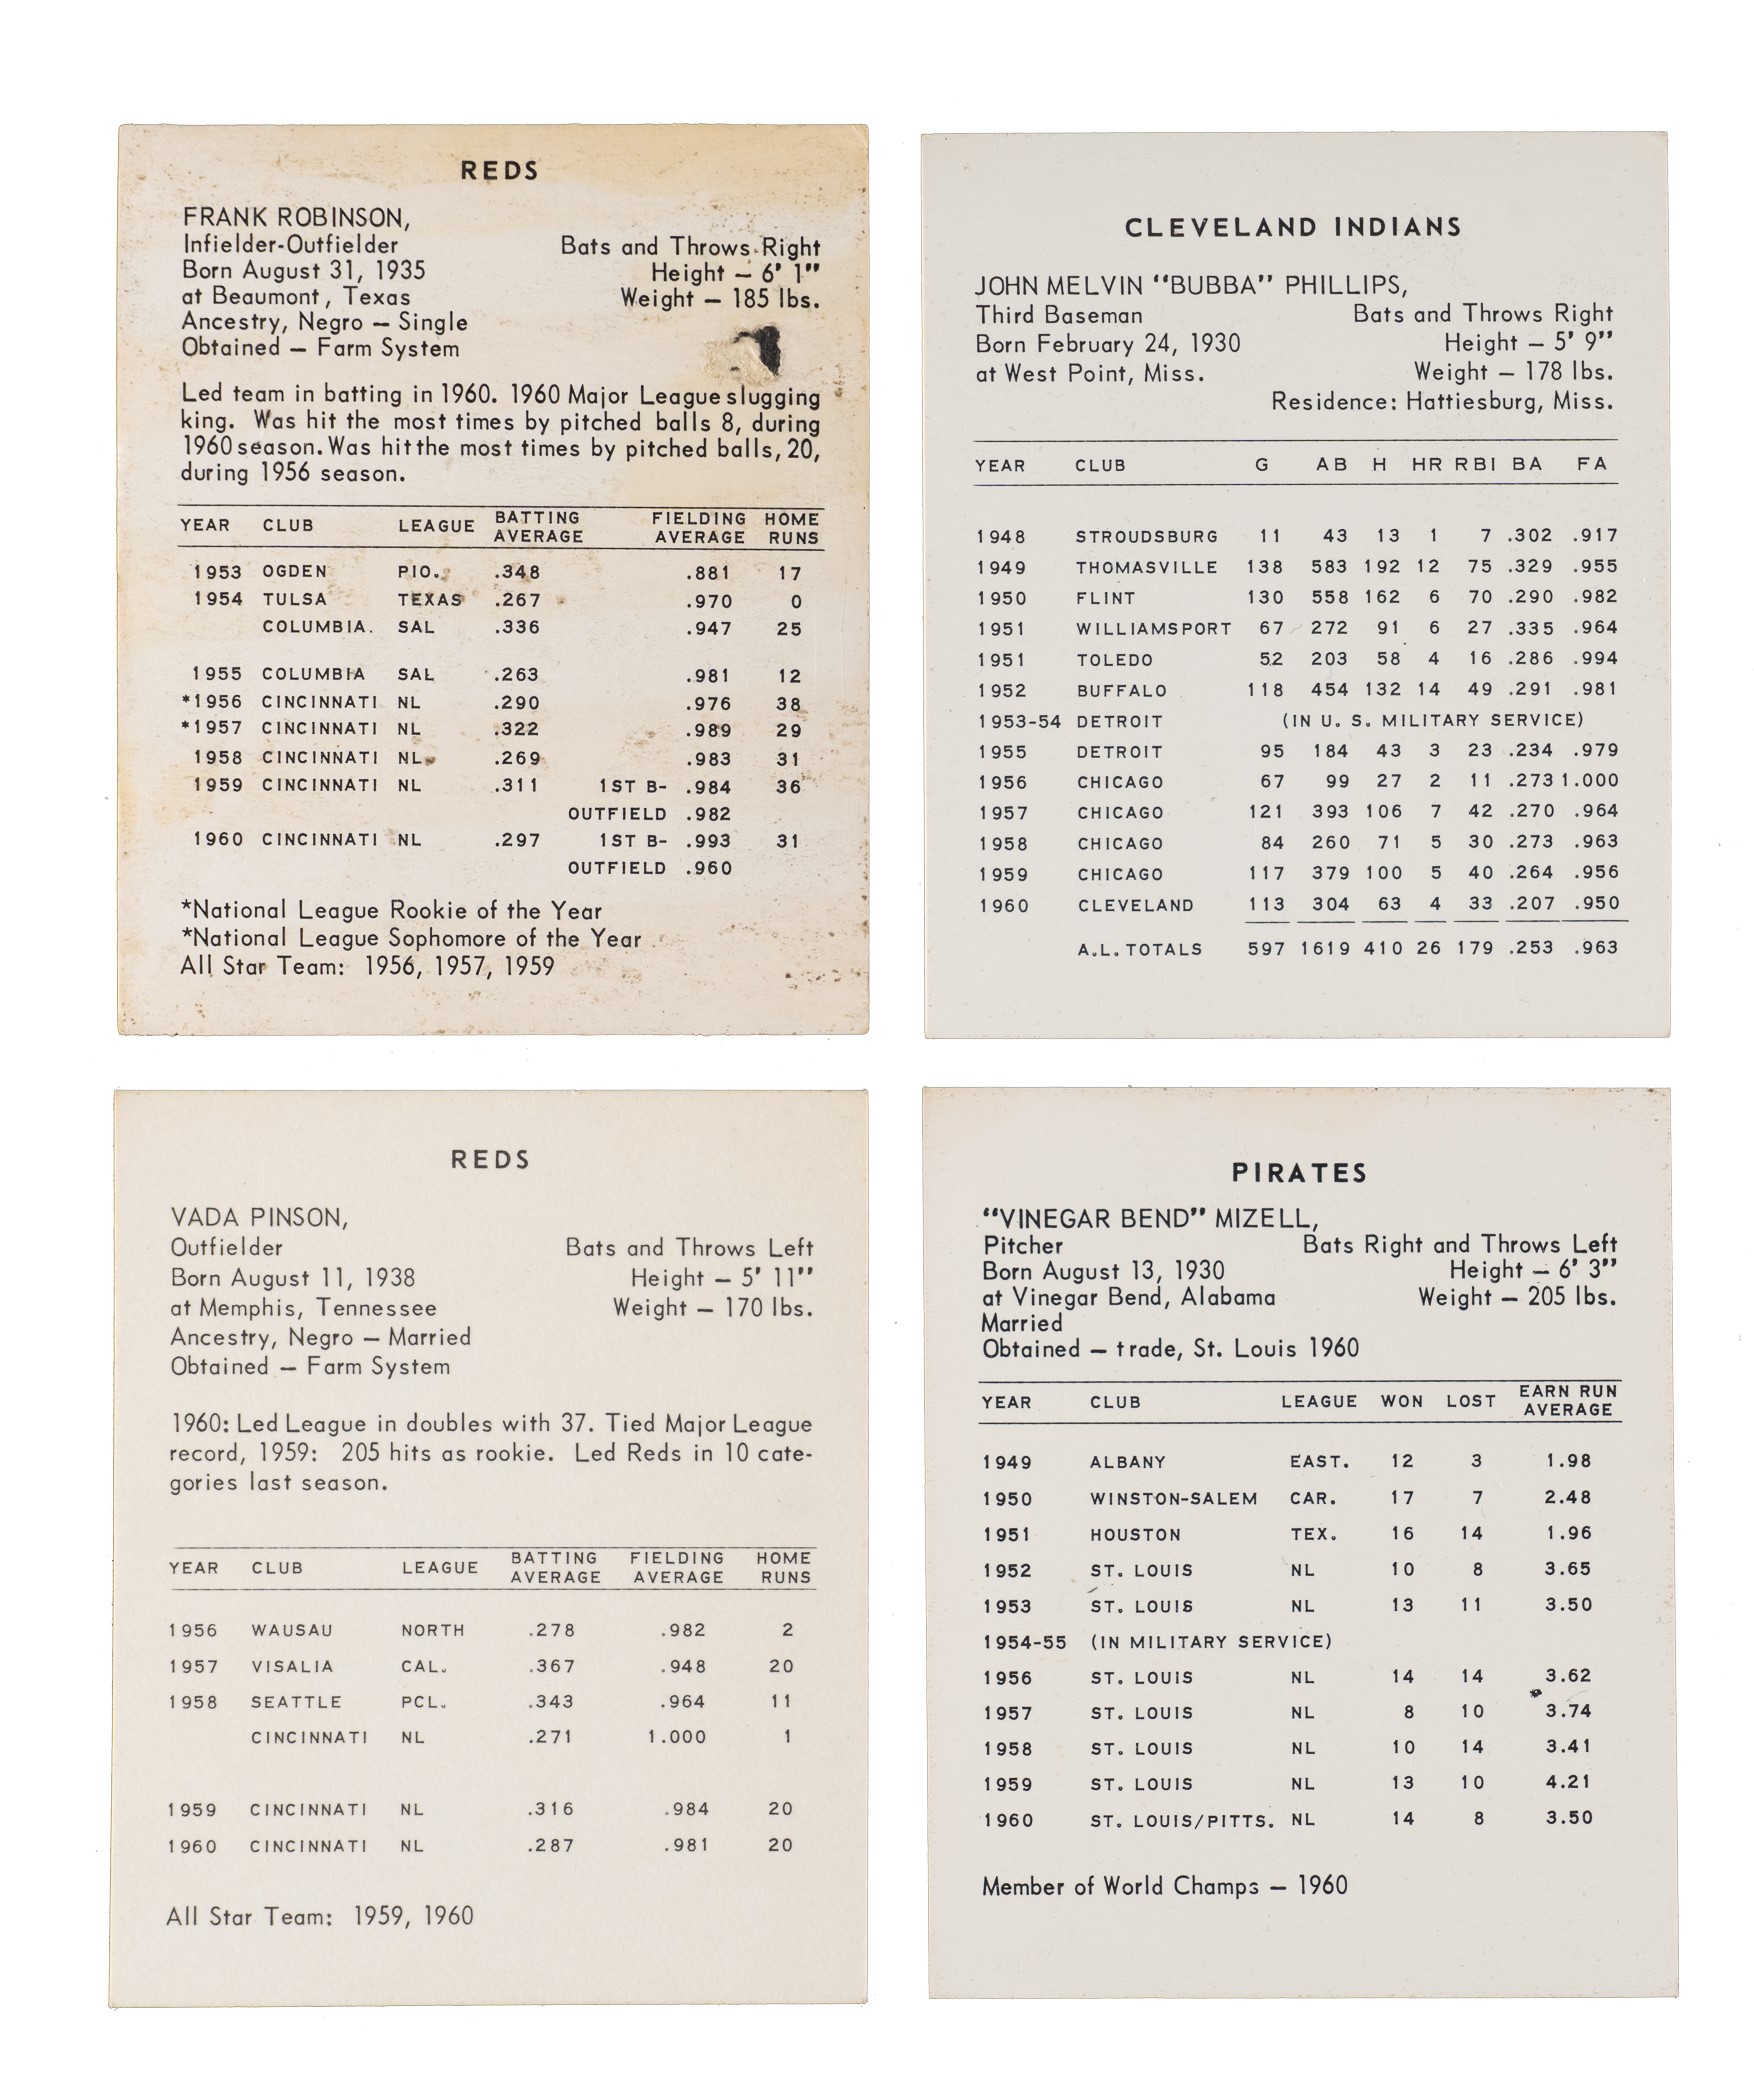 REDS
FRANK ROBINSON,
Infielder-Outfielder Bats and Throws Right
Born August 31, 1935 Height — 6' 1"
at Beaumont, Texas Weight — 185 lbs.
Ancestry, Negro — Single
Obtained — Farm System
Led team in batting in 1960. 1960 Major League slugging
king. Was hit the most times by pitched balls 8, during
1960 season. Was hit the most times by pitched balls, 20,
during 1956 season.
YEAR CLUB LEAGUE BATTING AVERAGE FIELDING AVERAGE HOME RUNS
1953 OGDEN PIO. .348 .881 17
1954 TULSA TEXAS .267 .970 0
COLUMBIA. SAL .336 .947 25
1955 COLUMBIA SAL .263 .981 12
*1956 CINCINNATI NL .290 .976 38
*1957 CINCINNATI NL .322 .989 29
1958 CINCINNATI NL .269 .983 31
1959 CINCINNATI NL .311 1ST B- .984 36
OUTFIELD .982
1960 CINCINNATI NL .297 1ST B- .993 31
OUTFIELD .960
*National League Rookie of the Year
*National League Sophomore of the Year
All Star Team: 1956, 1957, 1959
CLEVELAND INDIANS
JOHN MELVIN "BUBBA" PHILLIPS,
Third Baseman Bats and Throws Right
Born February 24, 1930 Height — 5' 9"
at West Point, Miss. Weight — 178 lbs.
Residence: Hattiesburg, Miss.
YEAR CLUB G AB H HR RBI BA FA
1948 STROUDSBURG 11 43 13 1 7 .302 .917
1949 THOMASVILLE 138 583 192 12 75 .329 .955
1950 FLINT 130 558 162 6 70 .290 .982
1951 WILLIAMSPORT 67 272 91 6 27 .335 .964
1951 TOLEDO 52 203 58 4 16 .286 .994
1952 BUFFALO 118 454 132 14 49 .291 .981
1953-54 DETROIT (IN U. S. MILITARY SERVICE)
1955 DETROIT 95 184 43 3 23 .234 .979
1956 CHICAGO 67 99 27 2 11 .273 1.000
1957 CHICAGO 121 393 106 7 42 .270 .964
1958 CHICAGO 84 260 71 5 30 .273 .963
1959 CHICAGO 117 379 100 5 40 .264 .956
1960 CLEVELAND 113 304 63 4 33 .207 .950
A.L. TOTALS 597 1619 410 26 179 .253 .963
REDS
VADA PINSON,
Outfielder Bats and Throws Left
Born August 11, 1938 Height — 5' 11"
at Memphis, Tennessee Weight — 170 lbs.
Ancestry, Negro — Married
Obtained — Farm System
1960: Led League in doubles with 37. Tied Major League
record, 1959: 205 hits as rookie. Led Reds in 10 cate-
gories last season.
YEAR CLUB LEAGUE BATTING AVERAGE FIELDING AVERAGE HOME RUNS
1956 WAUSAU NORTH .278 .982 2
1957 VISALIA CAL. .367 .948 20
1958 SEATTLE PCL. .343 .964 11
CINCINNATI NL .271 1.000 1
1959 CINCINNATI NL .316 .984 20
1960 CINCINNATI NL .287 .981 20
All Star Team: 1959, 1960
PIRATES
"VINEGAR BEND" MIZELL,
Pitcher Bats Right and Throws Left
Born August 13, 1930 Height — 6' 3"
at Vinegar Bend, Alabama Weight — 205 lbs.
Married
Obtained — trade, St. Louis 1960
YEAR CLUB LEAGUE WON LOST EARN RUN AVERAGE
1949 ALBANY EAST. 12 3 1.98
1950 WINSTON-SALEM CAR. 17 7 2.48
1951 HOUSTON TEX. 16 14 1.96
1952 ST. LOUIS NL 10 8 3.65
1953 ST. LOUIS NL 13 11 3.50
1954-55 (IN MILITARY SERVICE)
1956 ST. LOUIS NL 14 14 3.62
1957 ST. LOUIS NL 8 10 3.74
1958 ST. LOUIS NL 10 14 3.41
1959 ST. LOUIS NL 13 10 4.21
1960 ST. LOUIS/PITTS. NL 14 8 3.50
Member of World Champs — 1960